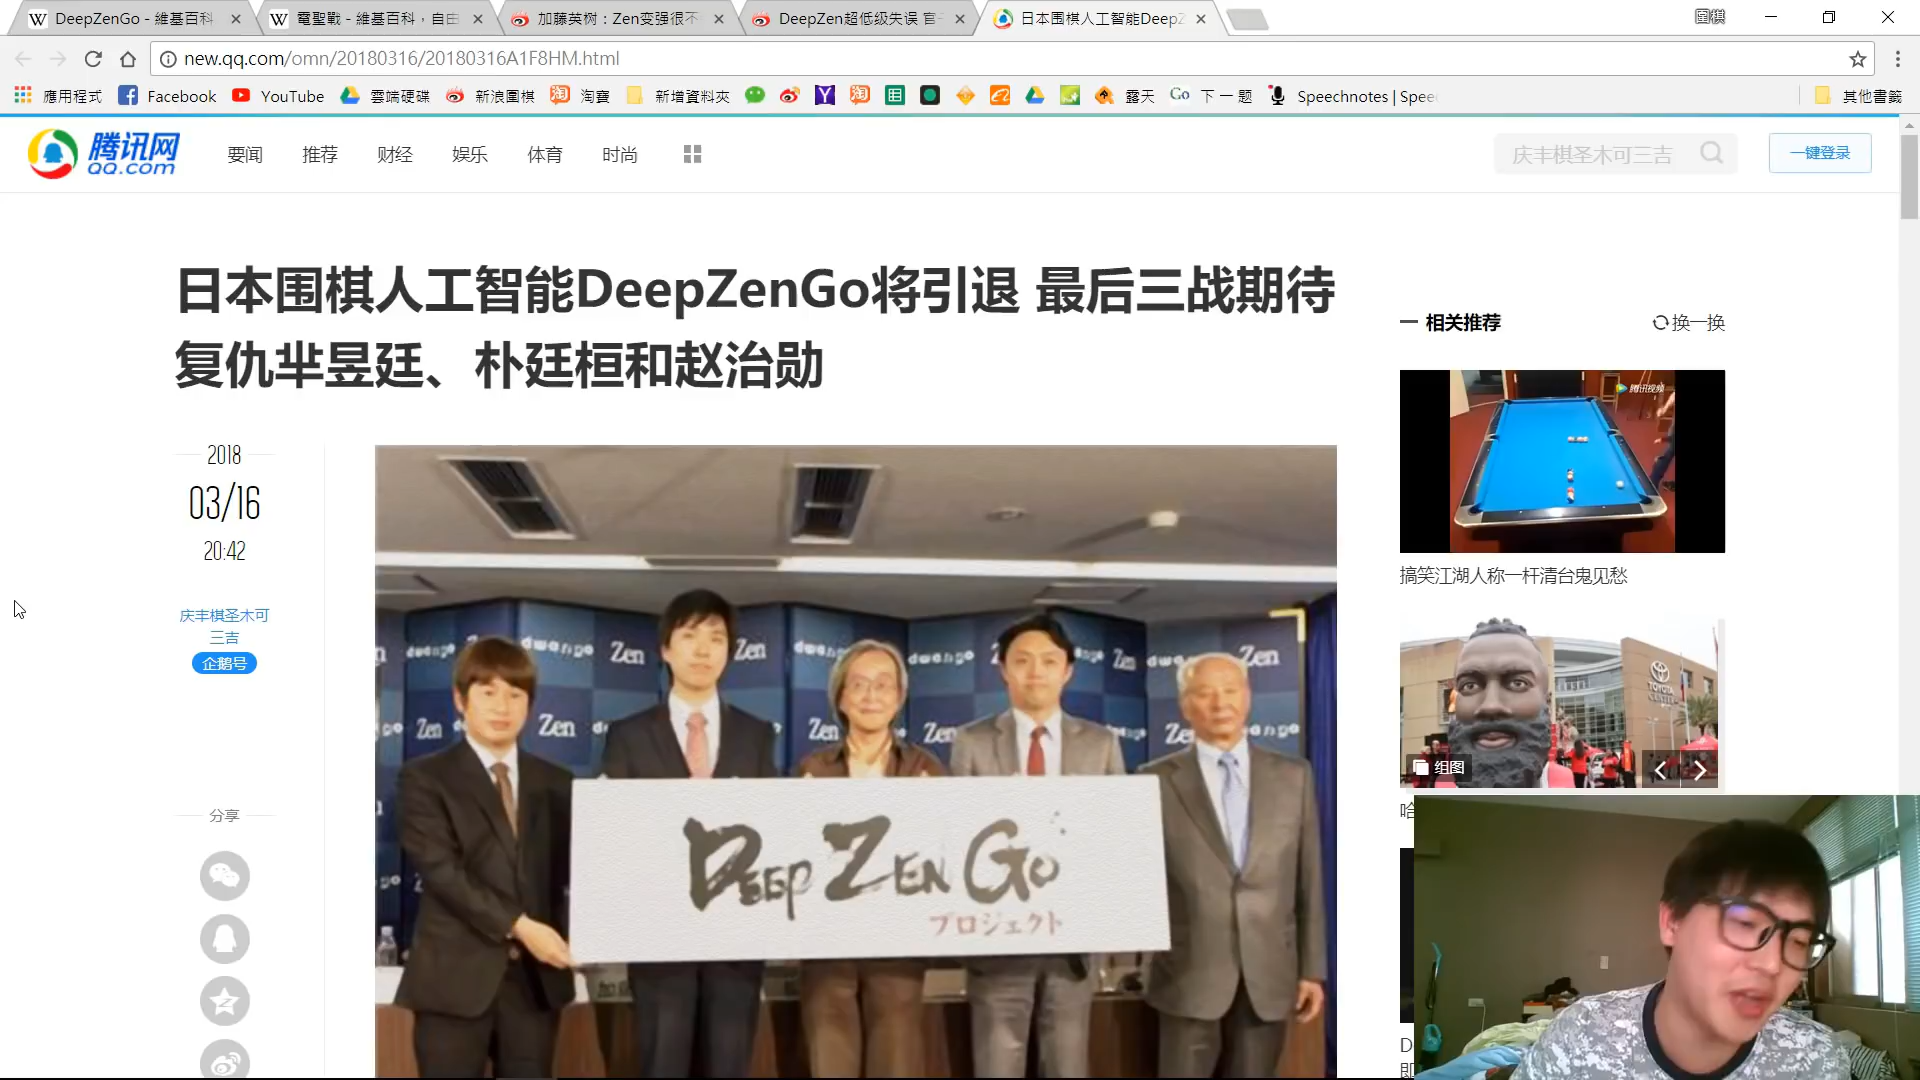 DeepZenGo - 維基百科
電聖戰 - 維基百科，自由
加藤英树：Zen变强很不
DeepZen超低级失误 官
日本围棋人工智能DeepZ
圍棋
new.qq.com/omn/20180316/20180316A1F8HM.html
應用程式
Facebook
YouTube
雲端硬碟
新浪圍棋
淘寶
新增資料夾
露天
Go
下一題
Speechnotes | Spee
其他書籤
腾讯网
QQ.com
要闻
推荐
财经
娱乐
体育
时尚
庆丰棋圣木可三吉
一键登录
日本围棋人工智能DeepZenGo将引退 最后三战期待
复仇芈昱廷、朴廷桓和赵治勋
2018
03/16
20:42
庆丰棋圣木可
三吉
企鹅号
分享
Zen
dwango
DEEP ZEN GO
プロジェクト
相关推荐
换一换
腾讯视频
搞笑江湖人称一杆清台鬼见愁
TOYOTA
CENTER
组图
哈
D
即